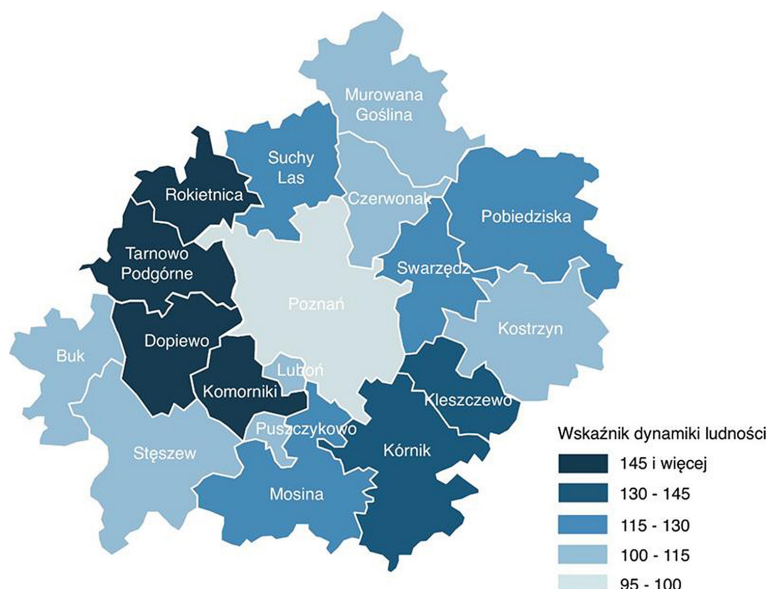 Murowana
Goślina
Suchy
Las
Rokietnica
Czerwonak
Pobiedziska
Tarnowo
Podgórne
Swarzędz
Poznań
Kostrzyn
Dopiewo
Buk
Luboń
Komorniki
Kleszczewo
Puszczykowo
Stęszew
Kórnik
Mosina
Wskaźnik dynamiki ludności
145 i więcej
130 - 145
115 - 130
100 - 115
95 - 100